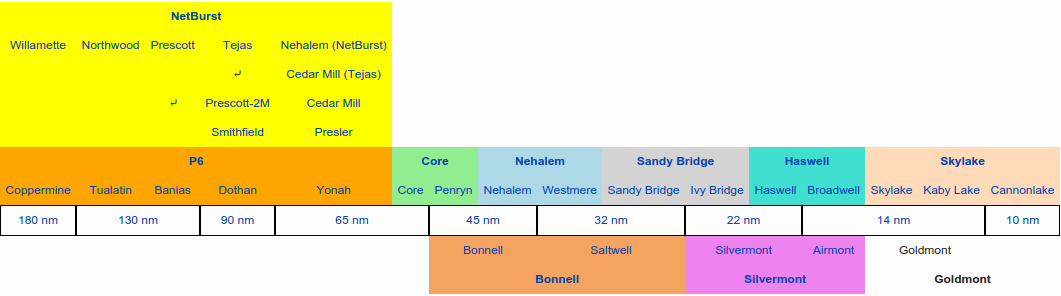 NetBurst
Willamette Northwood Prescott Tejas Nehalem (NetBurst)
⤶ Cedar Mill (Tejas)
⤶ Prescott-2M Cedar Mill
Smithfield Presler
P6 Core Nehalem Sandy Bridge Haswell Skylake
Coppermine Tualatin Banias Dothan Yonah Core Penryn Nehalem Westmere Sandy Bridge Ivy Bridge Haswell Broadwell Skylake Kaby Lake Cannonlake
180 nm 130 nm 90 nm 65 nm 45 nm 32 nm 22 nm 14 nm 10 nm
Bonnell Saltwell Silvermont Airmont Goldmont
Bonnell Silvermont Goldmont